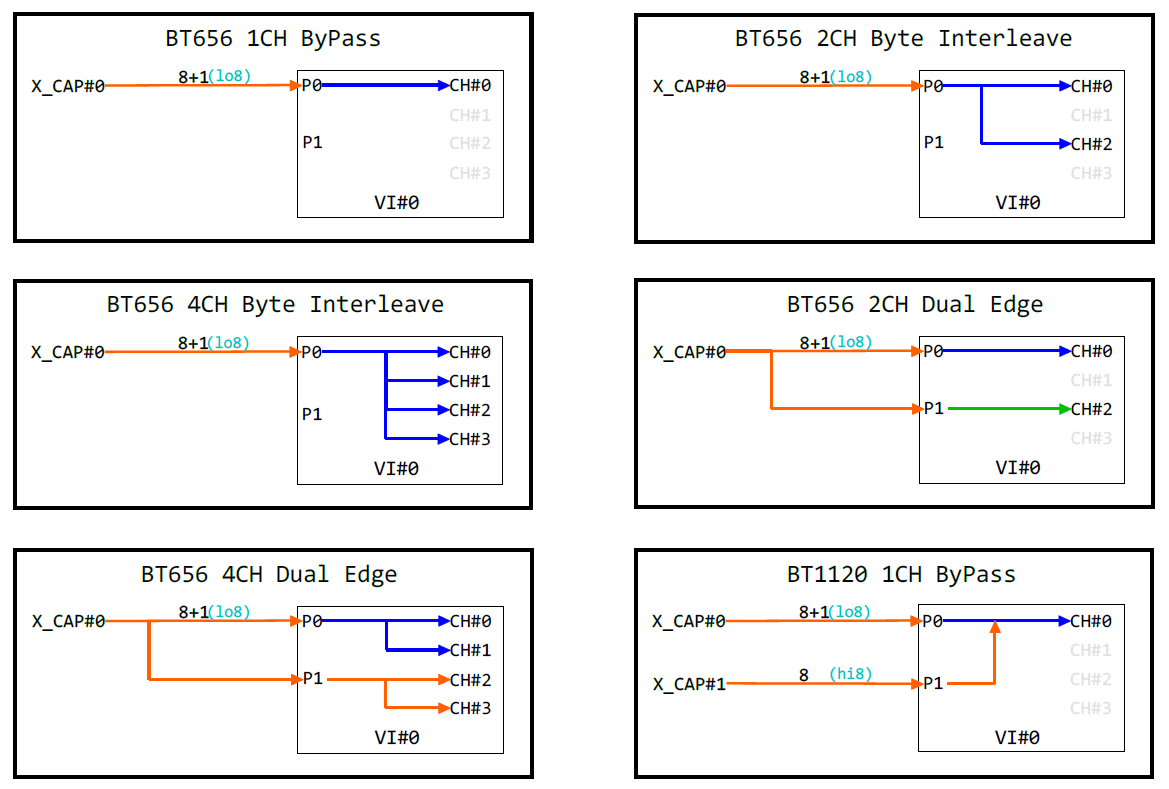 BT656 1CH ByPass
X_CAP#0 8+1(lo8) P0 CH#0
CH#1
P1 CH#2
CH#3
VI#0
BT656 2CH Byte Interleave
X_CAP#0 8+1(lo8) P0 CH#0
CH#1
P1 CH#2
CH#3
VI#0
BT656 4CH Byte Interleave
X_CAP#0 8+1(lo8) P0 CH#0
CH#1
P1 CH#2
CH#3
VI#0
BT656 2CH Dual Edge
X_CAP#0 8+1(lo8) P0 CH#0
CH#1
P1 CH#2
CH#3
VI#0
BT656 4CH Dual Edge
X_CAP#0 8+1(lo8) P0 CH#0
CH#1
P1 CH#2
CH#3
VI#0
BT1120 1CH ByPass
X_CAP#0 8+1(lo8) P0 CH#0
CH#1
X_CAP#1 8 (hi8) P1 CH#2
CH#3
VI#0